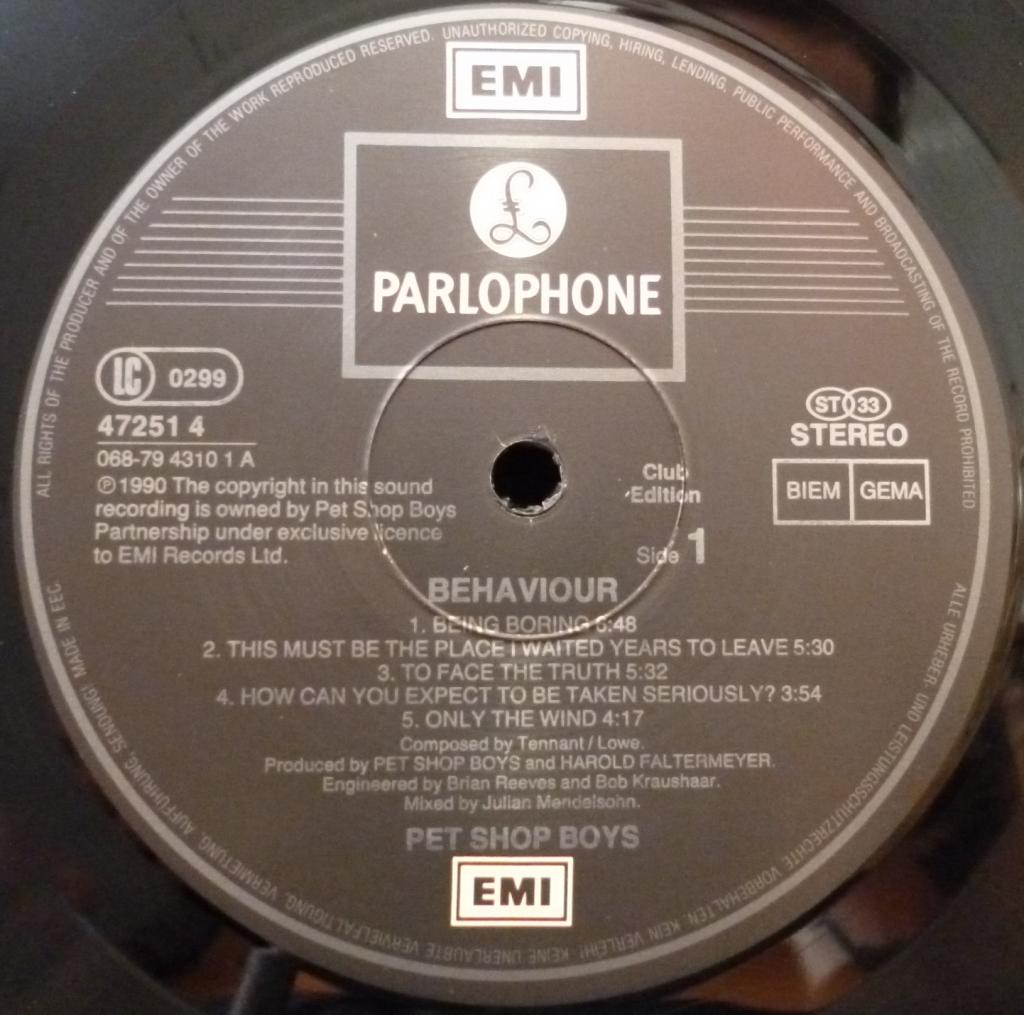 ALL RIGHTS OF THE PRODUCER AND OF THE OWNER OF THE WORK REPRODUCED RESERVED. UNAUTHORIZED COPYING, HIRING, LENDING, PUBLIC PERFORMANCE AND BROADCASTING OF THE RECORD PROHIBITED
EMI
£
PARLOPHONE
LC 0299
47251 4
068-79 4310 1 A
℗ 1990 The copyright in this sound
recording is owned by Pet Shop Boys
Partnership under exclusive licence
to EMI Records Ltd.
ST 33
STEREO
BIEM GEMA
Club
Edition
Side 1
BEHAVIOUR
1. BEING BORING 6:48
2. THIS MUST BE THE PLACE I WAITED YEARS TO LEAVE 5:30
3. TO FACE THE TRUTH 5:32
4. HOW CAN YOU EXPECT TO BE TAKEN SERIOUSLY? 3:54
5. ONLY THE WIND 4:17
Composed by Tennant / Lowe.
Produced by PET SHOP BOYS and HAROLD FALTERMEYER.
Engineered by Brian Reeves and Bob Kraushaar.
Mixed by Julian Mendelsohn.
PET SHOP BOYS
EMI
ALLE URHEBER- UND LEISTUNGSSCHUTZRECHTE VORBEHALTEN. KEIN VERLEIH! KEINE UNERLAUBTE VERVIELFÄLTIGUNG, VERMIETUNG, AUFFÜHRUNG, SENDUNG! MADE IN EEC.